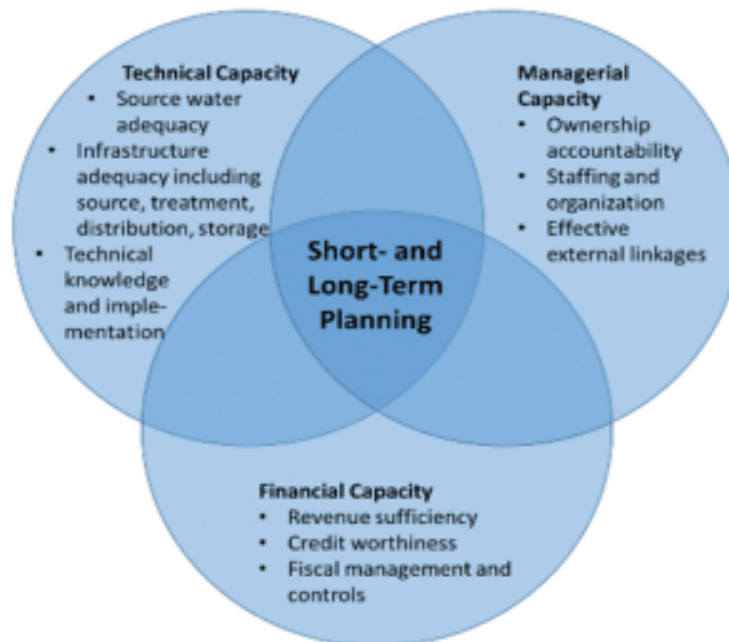 Technical Capacity
• Source water
adequacy
• Infrastructure
adequacy including
source, treatment,
distribution, storage
• Technical
knowledge
and imple-
mentation
Managerial
Capacity
• Ownership
accountability
• Staffing and
organization
• Effective
external linkages
Short- and
Long-Term
Planning
Financial Capacity
• Revenue sufficiency
• Credit worthiness
• Fiscal management and
controls